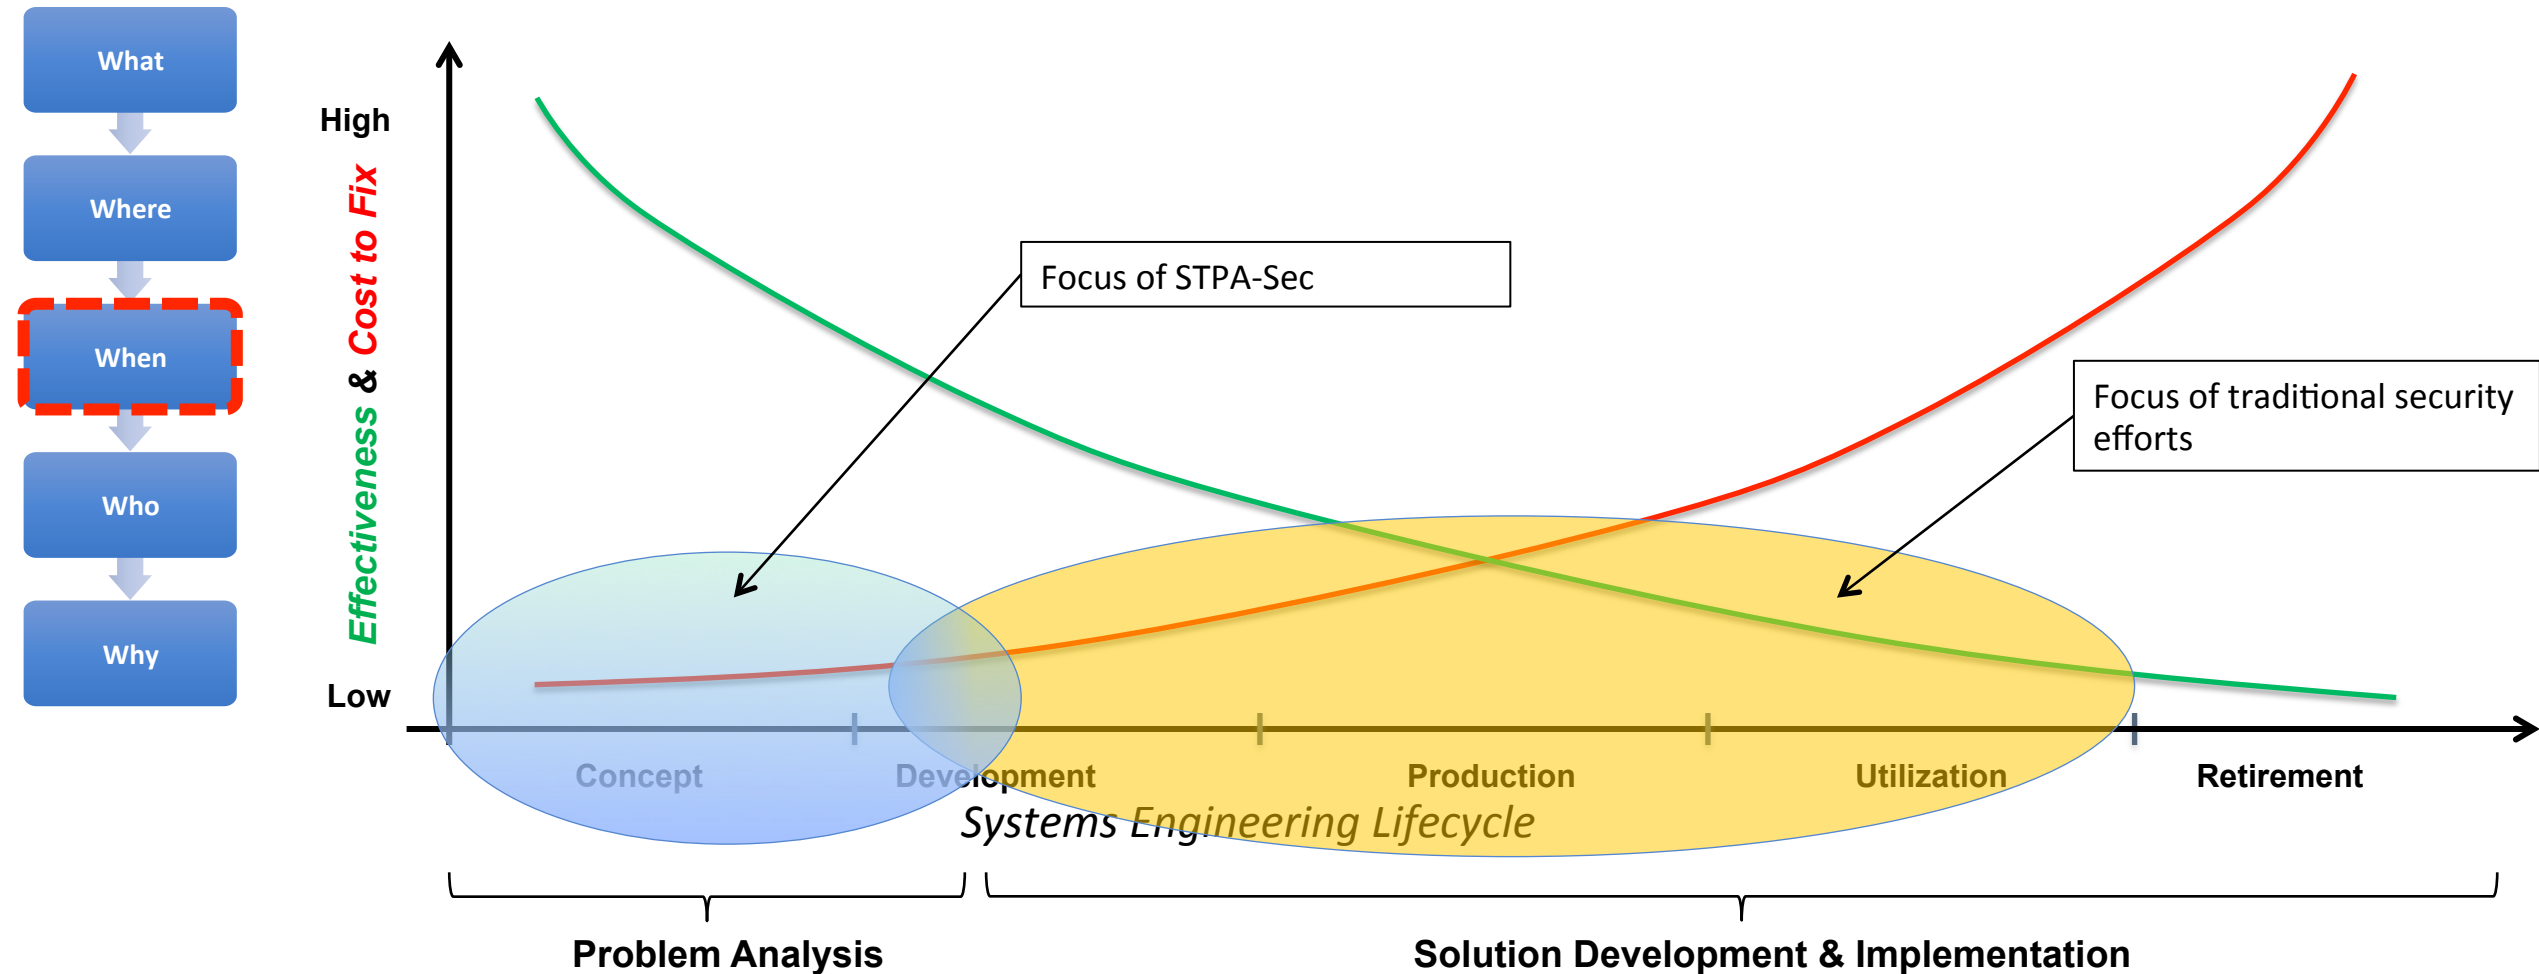 What
Where
When
Who
Why
High
Effectiveness & Cost to Fix
Low
Focus of STPA-Sec
Focus of traditional security
efforts
Concept
Development
Production
Utilization
Retirement
Systems Engineering Lifecycle
Problem Analysis
Solution Development & Implementation